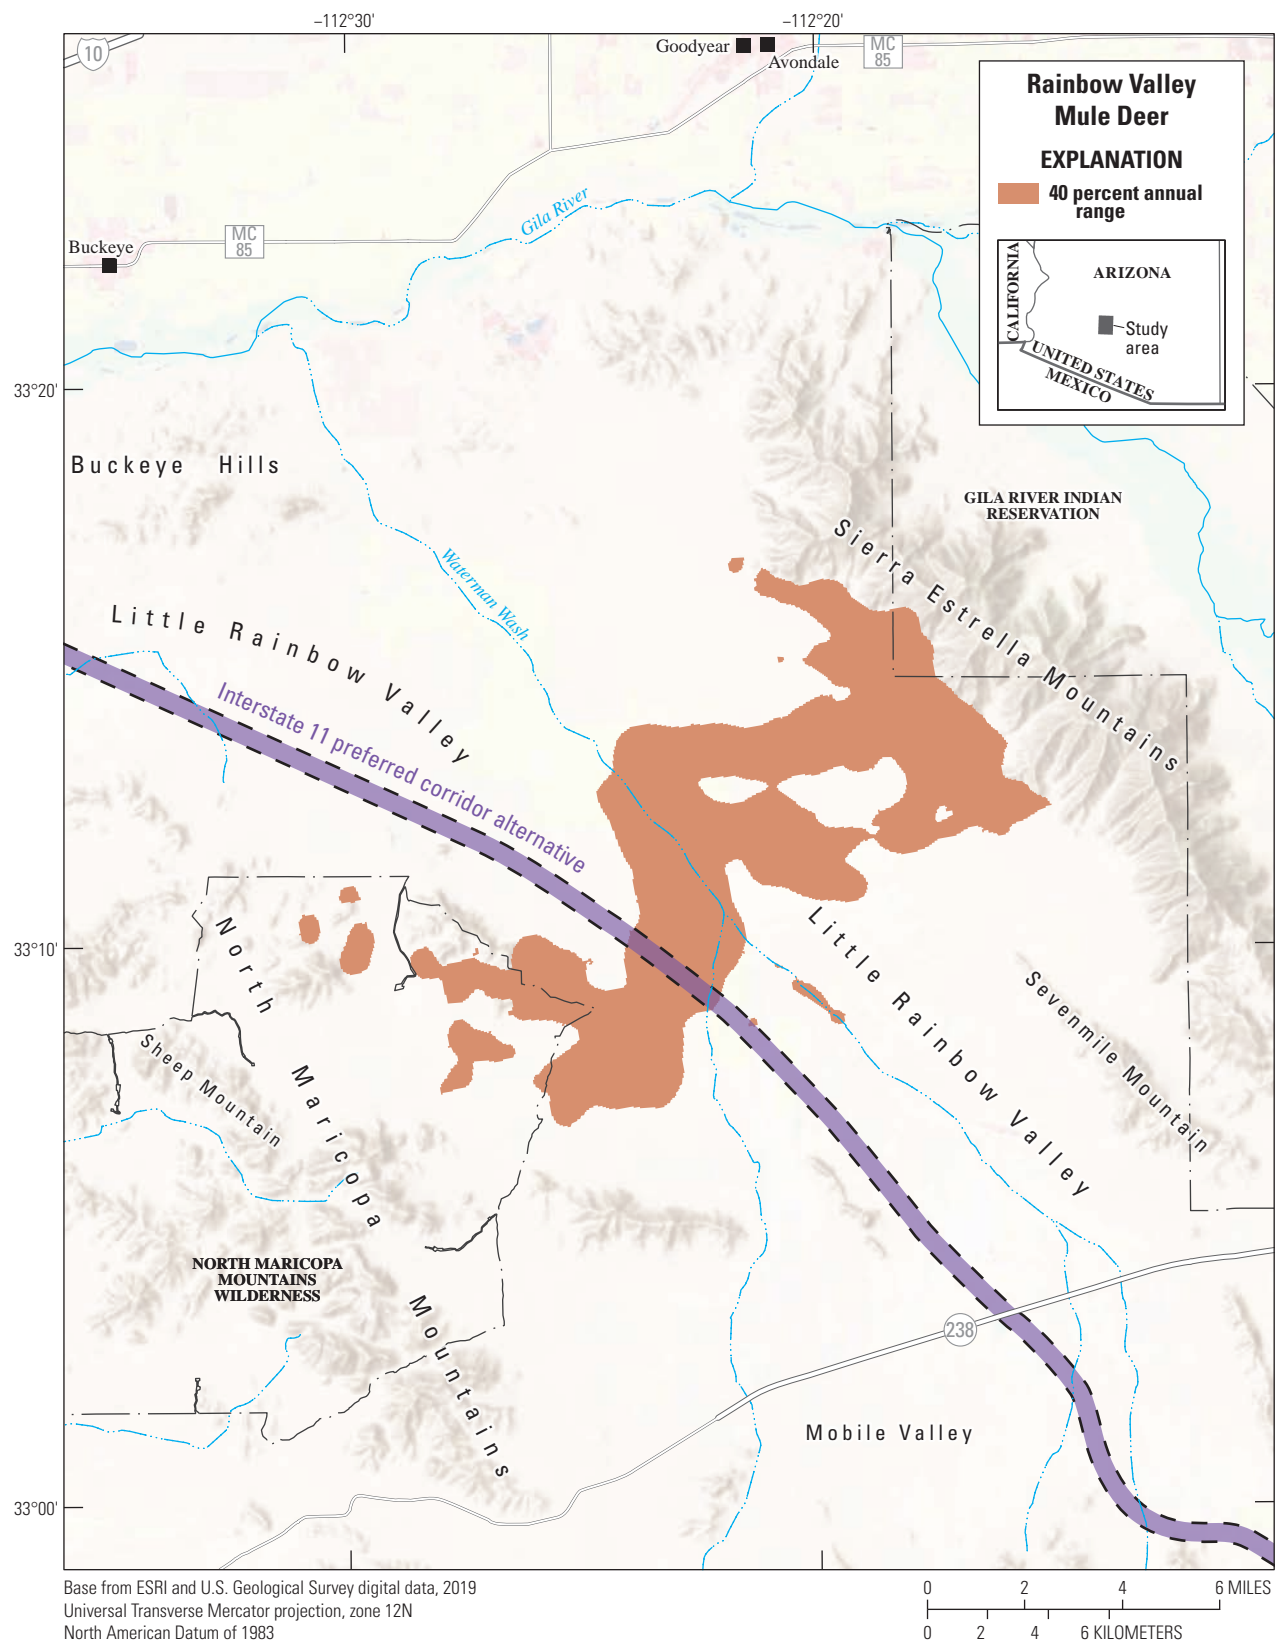 −112°30'
−112°20'
10
Goodyear
Avondale
MC
85
Rainbow Valley
Mule Deer
EXPLANATION
40 percent annual
range
Gila River
Buckeye
MC
85
CALIFORNIA
ARIZONA
Study
area
UNITED STATES
MEXICO
33°20'
Buckeye Hills
GILA RIVER INDIAN
RESERVATION
Sierra Estrella Mountains
Waterman Wash
Little Rainbow Valley
Interstate 11 preferred corridor alternative
33°10'
Little Rainbow Valley
North Maricopa Mountains
Sevenmile Mountain
Sheep Mountain
NORTH MARICOPA
MOUNTAINS
WILDERNESS
238
Mobile Valley
33°00'
Base from ESRI and U.S. Geological Survey digital data, 2019
Universal Transverse Mercator projection, zone 12N
North American Datum of 1983
0 2 4 6 MILES
0 2 4 6 KILOMETERS